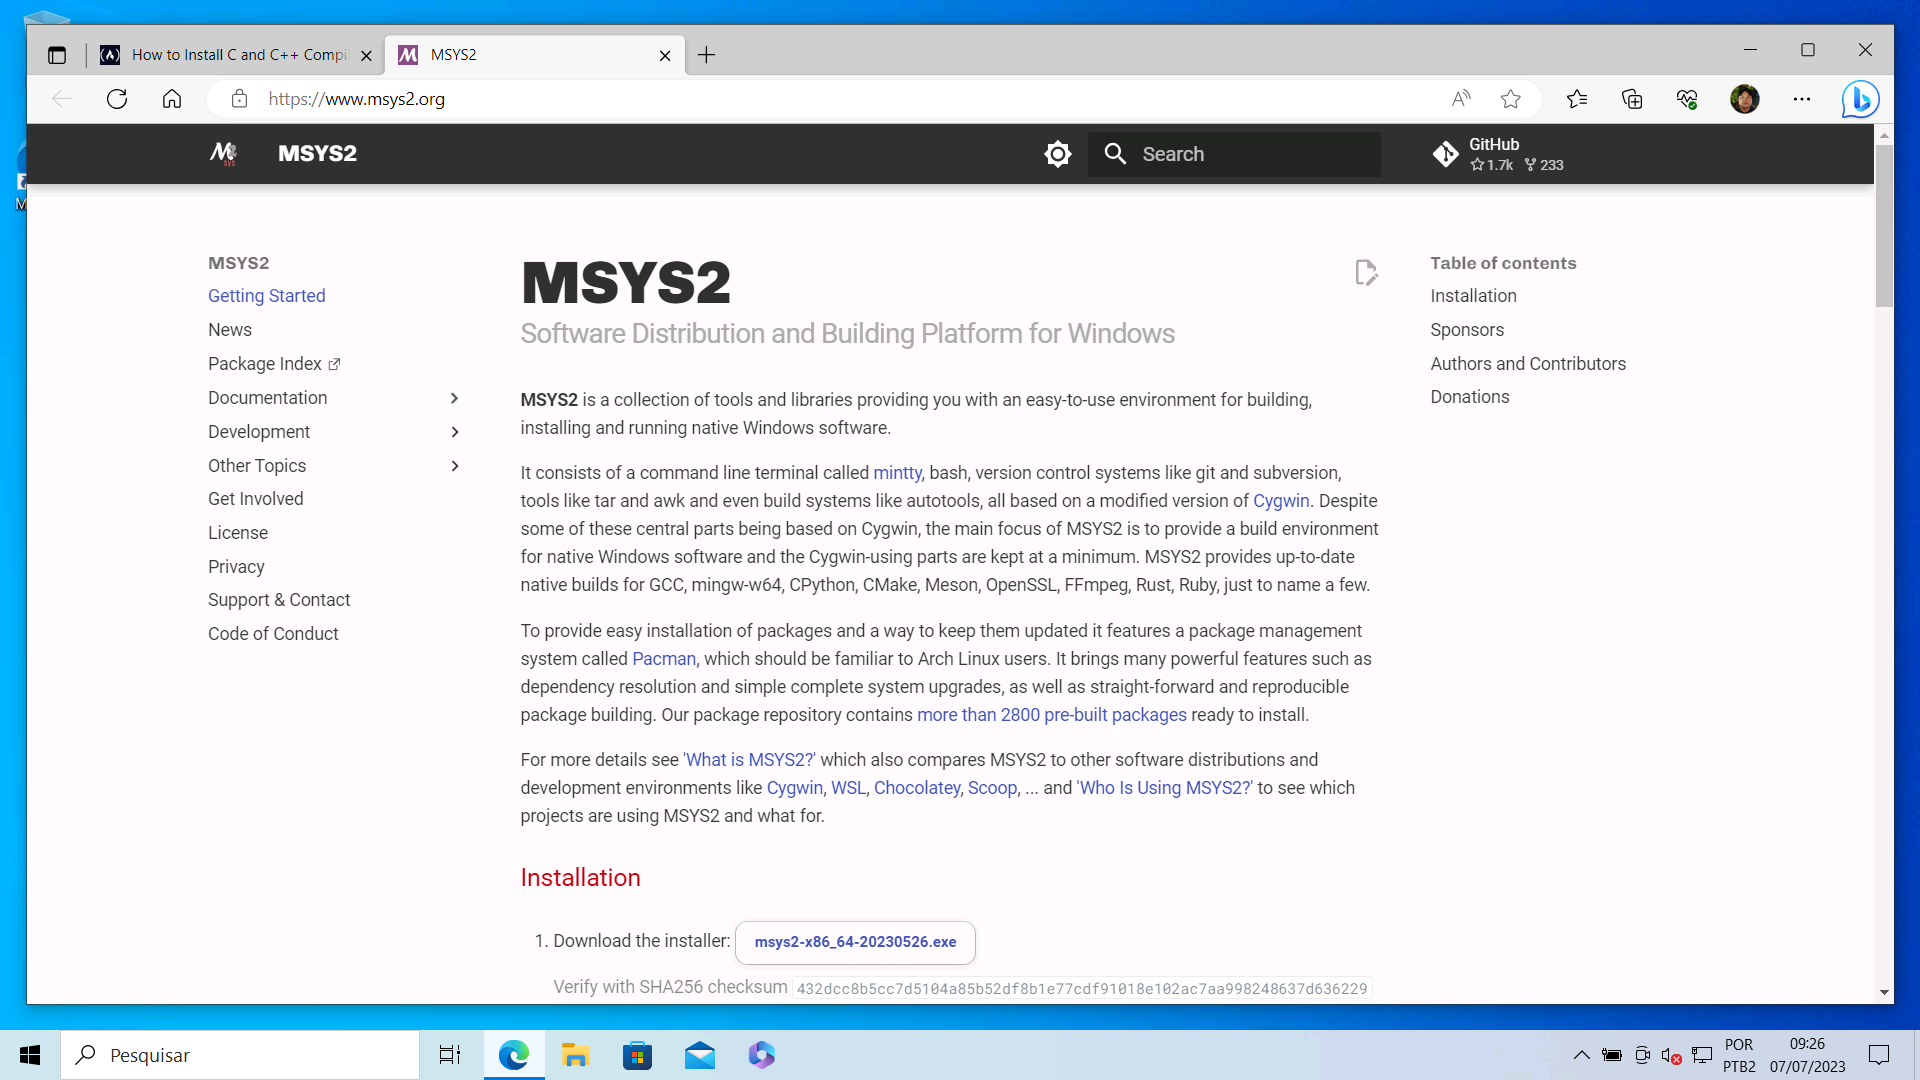 How to Install C and C++ Compi
MSYS2
https://www.msys2.org
MSYS2
Search
GitHub
1.7k 233
MSYS2
Getting Started
News
Package Index
Documentation
Development
Other Topics
Get Involved
License
Privacy
Support & Contact
Code of Conduct
MSYS2
Software Distribution and Building Platform for Windows
MSYS2 is a collection of tools and libraries providing you with an easy-to-use environment for building,
installing and running native Windows software.
It consists of a command line terminal called mintty, bash, version control systems like git and subversion,
tools like tar and awk and even build systems like autotools, all based on a modified version of Cygwin. Despite
some of these central parts being based on Cygwin, the main focus of MSYS2 is to provide a build environment
for native Windows software and the Cygwin-using parts are kept at a minimum. MSYS2 provides up-to-date
native builds for GCC, mingw-w64, CPython, CMake, Meson, OpenSSL, FFmpeg, Rust, Ruby, just to name a few.
To provide easy installation of packages and a way to keep them updated it features a package management
system called Pacman, which should be familiar to Arch Linux users. It brings many powerful features such as
dependency resolution and simple complete system upgrades, as well as straight-forward and reproducible
package building. Our package repository contains more than 2800 pre-built packages ready to install.
For more details see 'What is MSYS2?' which also compares MSYS2 to other software distributions and
development environments like Cygwin, WSL, Chocolatey, Scoop, ... and 'Who Is Using MSYS2?' to see which
projects are using MSYS2 and what for.
Installation
1. Download the installer: msys2-x86_64-20230526.exe
Verify with SHA256 checksum 432dcc8b5cc7d5104a85b52df8b1e77cdf91018e102ac7aa998248637d636229
Table of contents
Installation
Sponsors
Authors and Contributors
Donations
M
Pesquisar
POR
PTB2
09:26
07/07/2023